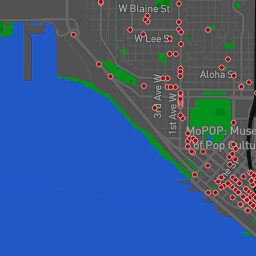 W Blaine St
W Lee St
Aloha St
3rd Ave W
1st Ave W
MoPOP: Muse
of Pop Cultu